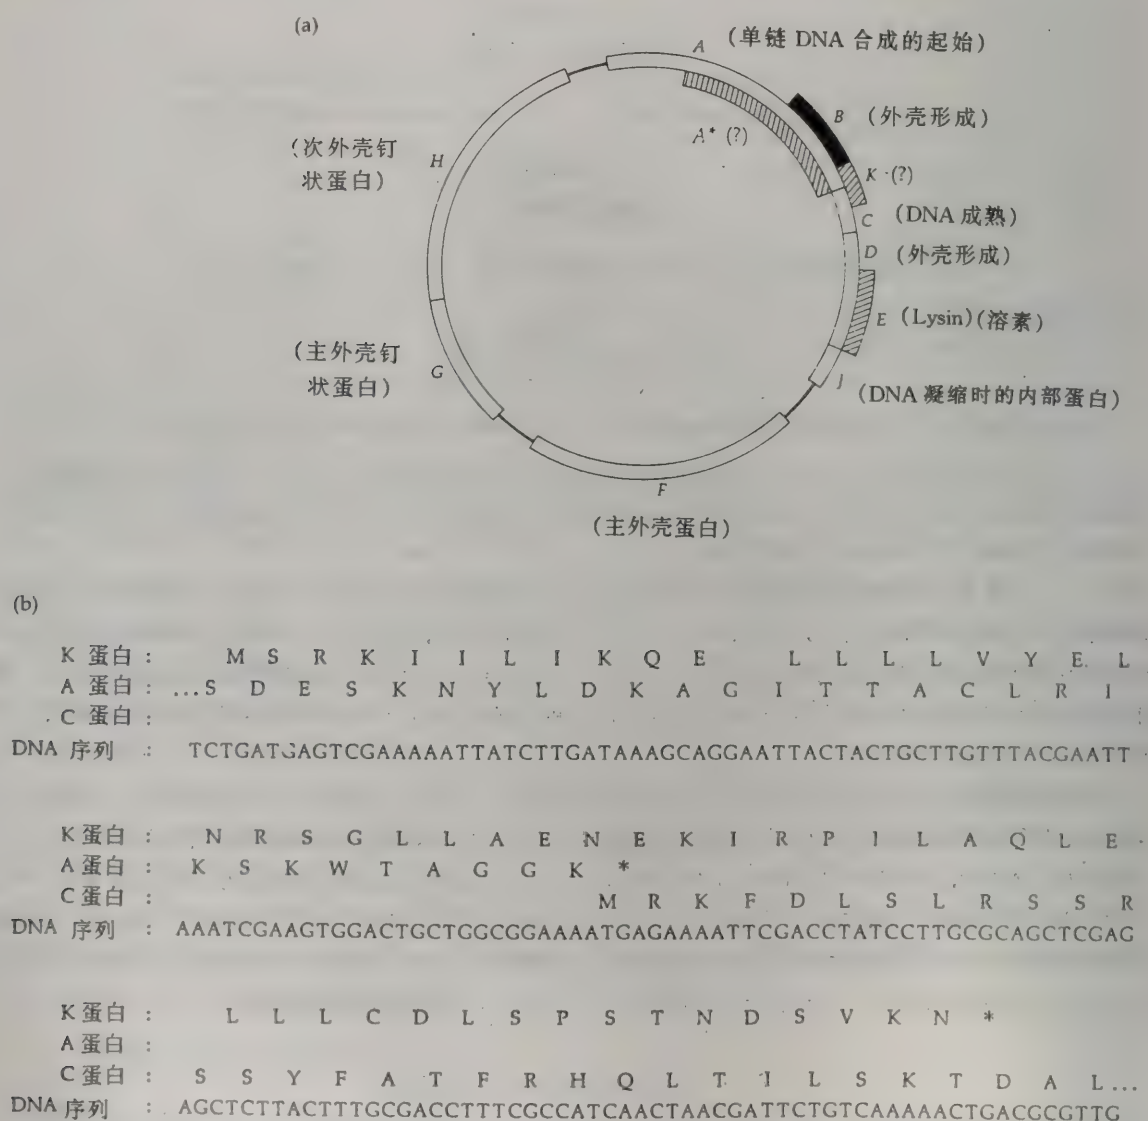 (a)
A (单链 DNA 合成的起始)
B (外壳形成)
A* (?)
K (?)
(次外壳钉
状蛋白)
H
C (DNA 成熟)
D (外壳形成)
E (Lysin)(溶素)
(主外壳钉
状蛋白)
G
J
(DNA 凝缩时的内部蛋白)
F
(主外壳蛋白)
(b)
K 蛋白 : M S R K I I L I K Q E L L L L V Y E L
A 蛋白 : ...S D E S K N Y L D K A G I T T A C L R I
C 蛋白 :
DNA 序列 : TCTGATGAGTCGAAAAATTATCTTGATAAAGCAGGAATTACTACTGCTTGTTTACGAATT
K 蛋白 : N R S G L L A E N E K I R P I L A Q L E
A 蛋白 : K S K W T A G G K *
C 蛋白 : M R K F D L S L R S S R
DNA 序列 : AAATCGAAGTGGACTGCTGGCGGAAAATGAGAAAATTCGACCTATCCTTGCGCAGCTCGAG
K 蛋白 : L L L C D L S P S T N D S V K N *
A 蛋白 :
C 蛋白 : S S Y F A T F R H Q L T I L S K T D A L...
DNA 序列 : AGCTCTTACTTTGCGACCTTTCGCCATCAACTAACGATTCTGTCAAAAACTGACGCGTTG